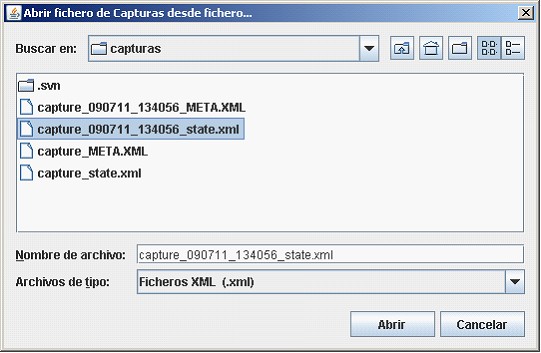 Abrir fichero de Capturas desde fichero...
Buscar en: capturas
.svn
capture_090711_134056_META.XML
capture_090711_134056_state.xml
capture_META.XML
capture_state.xml
Nombre de archivo: capture_090711_134056_state.xml
Archivos de tipo: Ficheros XML (.xml)
Abrir Cancelar